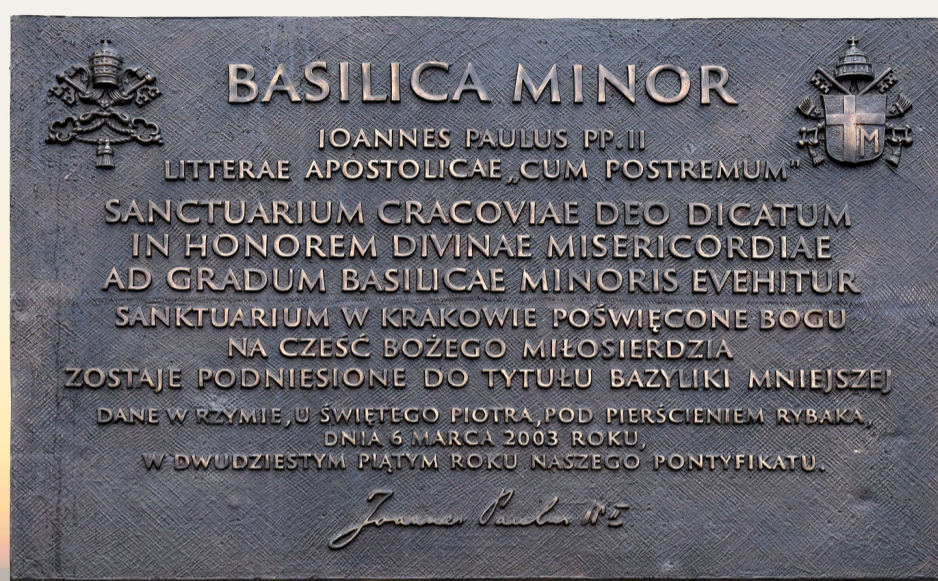 BASILICA MINOR
IOANNES PAULUS PP. II
LITTERAE APOSTOLICAE „CUM POSTREMUM"
SANCTUARIUM CRACOVIAE DEO DICATUM
IN HONOREM DIVINAE MISERICORDIAE
AD GRADUM BASILICAE MINORIS EVEHITUR
SANKTUARIUM W KRAKOWIE POŚWIĘCONE BOGU
NA CZEŚĆ BOŻEGO MIŁOSIERDZIA
ZOSTAJE PODNIESIONE DO TYTUŁU BAZYLIKI MNIEJSZEJ
DANE W RZYMIE, U ŚWIĘTEGO PIOTRA, POD PIERŚCIENIEM RYBAKA,
DNIA 6 MARCA 2003 ROKU,
W DWUDZIESTYM PIĄTYM ROKU NASZEGO PONTYFIKATU.
Joannes Paulus PP. II
M